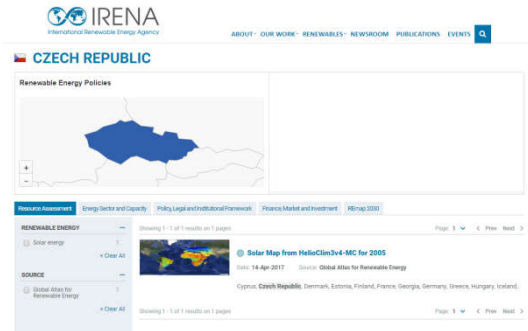 IRENA
International Renewable Energy Agency
ABOUT OUR WORK RENEWABLES NEWSROOM PUBLICATIONS EVENTS
CZECH REPUBLIC
Renewable Energy Policies
+
−
Resource Assessment Energy Sector and Capacity Policy, Legal and Institutional Framework Finance, Market and Investment REmap 2030
RENEWABLE ENERGY —
Solar energy 1
× Clear All
SOURCE —
Global Atlas for Renewable Energy 1
× Clear All
Showing 1 - 1 of 1 results on 1 pages Page: 1 < Prev Next >
Solar Map from HelioClim3v4-MC for 2005
Date: 14-Apr-2017 Source: Global Atlas for Renewable Energy
Cyprus, Czech Republic, Denmark, Estonia, Finland, France, Georgia, Germany, Greece, Hungary, Iceland,
Showing 1 - 1 of 1 results on 1 pages Page: 1 < Prev Next >